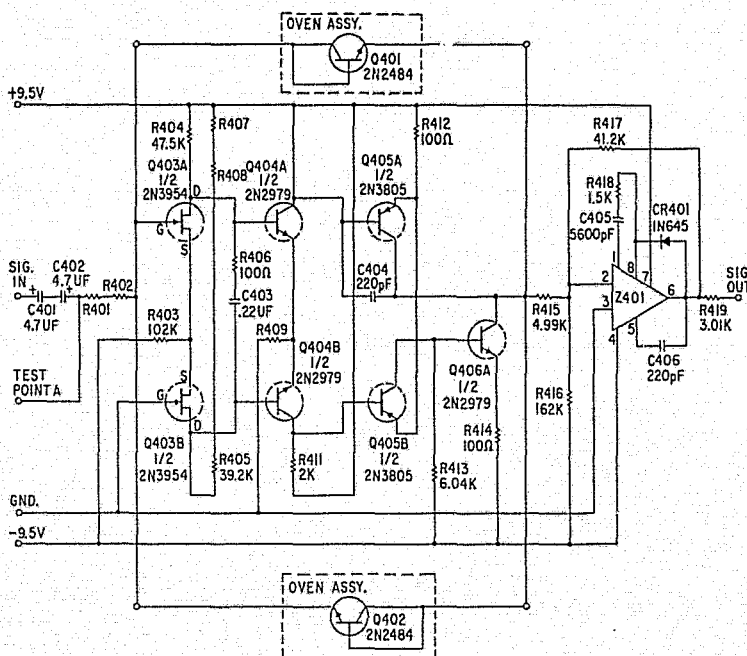 OVEN ASSY.
Q401
2N2484
+9.5V
R404
47.5K
R407
R408
Q403A
1/2
2N3954
D
G
S
Q404A
1/2
2N2979
Q405A
1/2
2N3805
R412
100Ω
R417
41.2K
R418
1.5K
C405
5600pF
CR401
1N645
SIG.
IN
+
C401
4.7UF
C402
4.7UF
+
R401
R402
R406
100Ω
C403
.22UF
C404
220pF
R415
4.99K
1
8
7
2
3
Z401
6
5
4
SIG
OUT
R419
3.01K
C406
220pF
R403
102K
R409
TEST
POINT A
S
G
D
Q403B
1/2
2N3954
Q404B
1/2
2N2979
Q405B
1/2
2N3805
Q406A
1/2
2N2979
R414
100Ω
R416
162K
R405
39.2K
R411
2K
R413
6.04K
GND.
-9.5V
OVEN ASSY.
Q402
2N2484